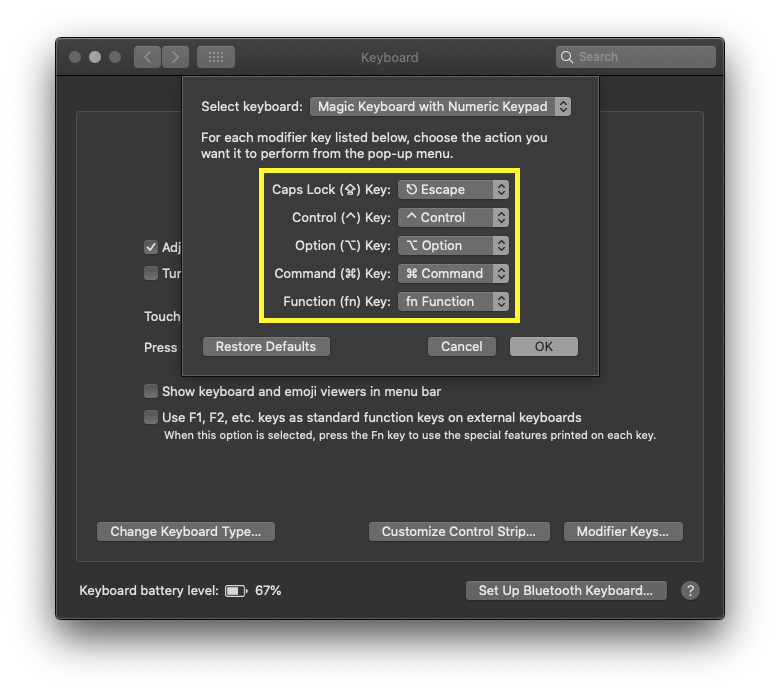 Keyboard
Search
Select keyboard: Magic Keyboard with Numeric Keypad
For each modifier key listed below, choose the action you
want it to perform from the pop-up menu.
Caps Lock (⇪) Key: ⎋ Escape
Control (^) Key: ^ Control
Option (⌥) Key: ⌥ Option
Command (⌘) Key: ⌘ Command
Function (fn) Key: fn Function
Adj
Tur
Touch
Press
Restore Defaults Cancel OK
Show keyboard and emoji viewers in menu bar
Use F1, F2, etc. keys as standard function keys on external keyboards
When this option is selected, press the Fn key to use the special features printed on each key.
Change Keyboard Type... Customize Control Strip... Modifier Keys...
Keyboard battery level: 67% Set Up Bluetooth Keyboard... ?